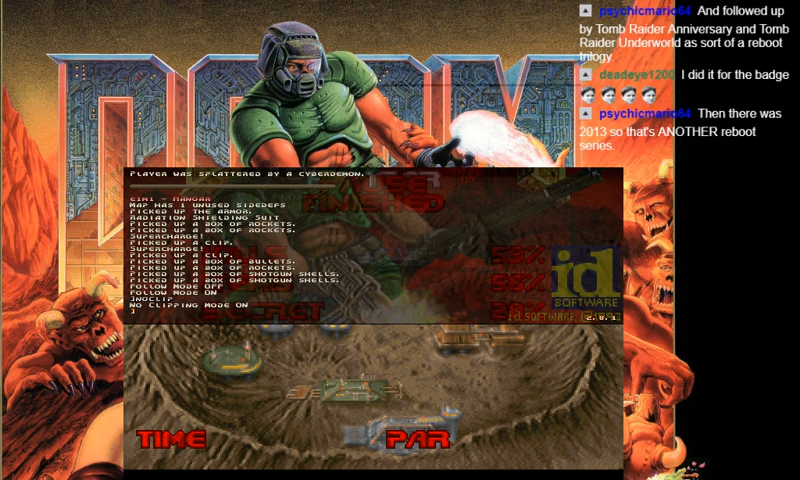 DOOM
psychicmario64 And followed up
by Tomb Raider Anniversary and Tomb
Raider Underworld as sort of a reboot
trilogy.
deadeye1200 I did it for the badge
psychicmario64 Then there was
2013 so that's ANOTHER reboot
series.
PLAYER WAS SPLATTERED BY A CYBERDEMON.
FINISHED
E1M1 - HANGAR
MAP HAS 1 UNUSED SIDEDEFS
PICKED UP THE ARMOR.
RADIATION SHIELDING SUIT
PICKED UP A BOX OF ROCKETS.
PICKED UP A BOX OF ROCKETS.
SUPERCHARGE!
PICKED UP A CLIP.
SUPERCHARGE!
PICKED UP A CLIP.
PICKED UP A BOX OF BULLETS.
PICKED UP A BOX OF ROCKETS.
PICKED UP A BOX OF SHOTGUN SHELLS.
PICKED UP A BOX OF SHOTGUN SHELLS.
FOLLOW MODE OFF
FOLLOW MODE ON
]NOCLIP
NO CLIPPING MODE ON
]
id
SOFTWARE
id SOFTWARE
SECRET
TIME
PAR